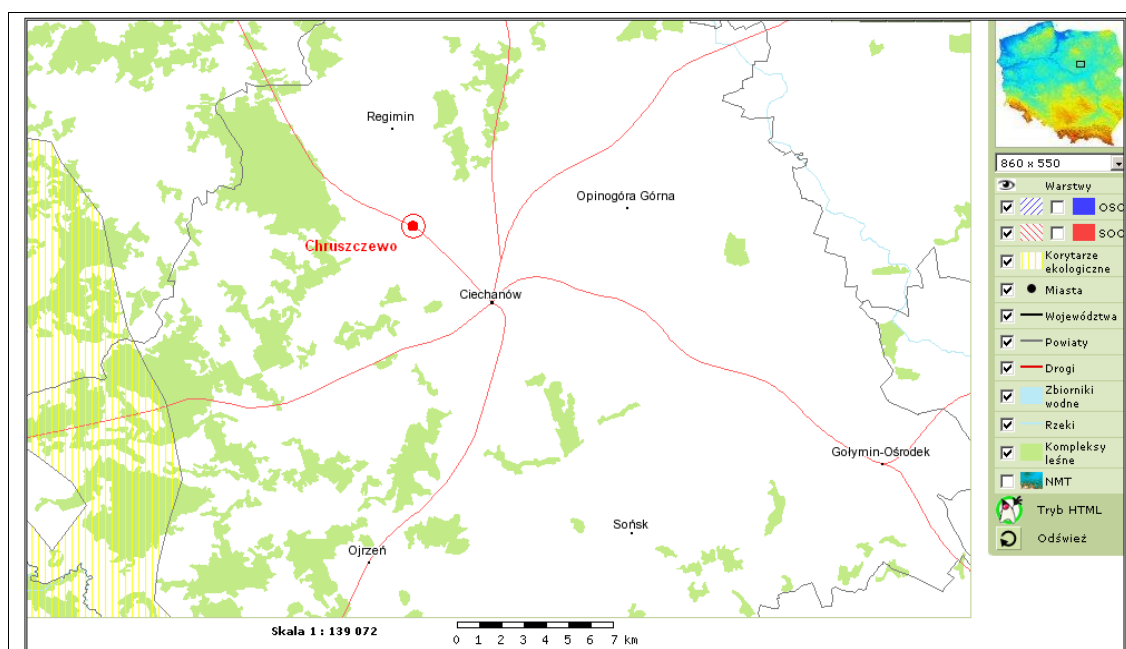 Regimin
Opinogóra Górna
Chruszczewo
Ciechanów
Gołymin-Ośrodek
Sońsk
Ojrzeń
Skala 1 : 139 072
0 1 2 3 4 5 6 7 km
860 x 550
Warstwy
OSO
SOO
Korytarze
ekologiczne
Miasta
Województwa
Powiaty
Drogi
Zbiorniki
wodne
Rzeki
Kompleksy
leśne
NMT
Tryb HTML
Odśwież